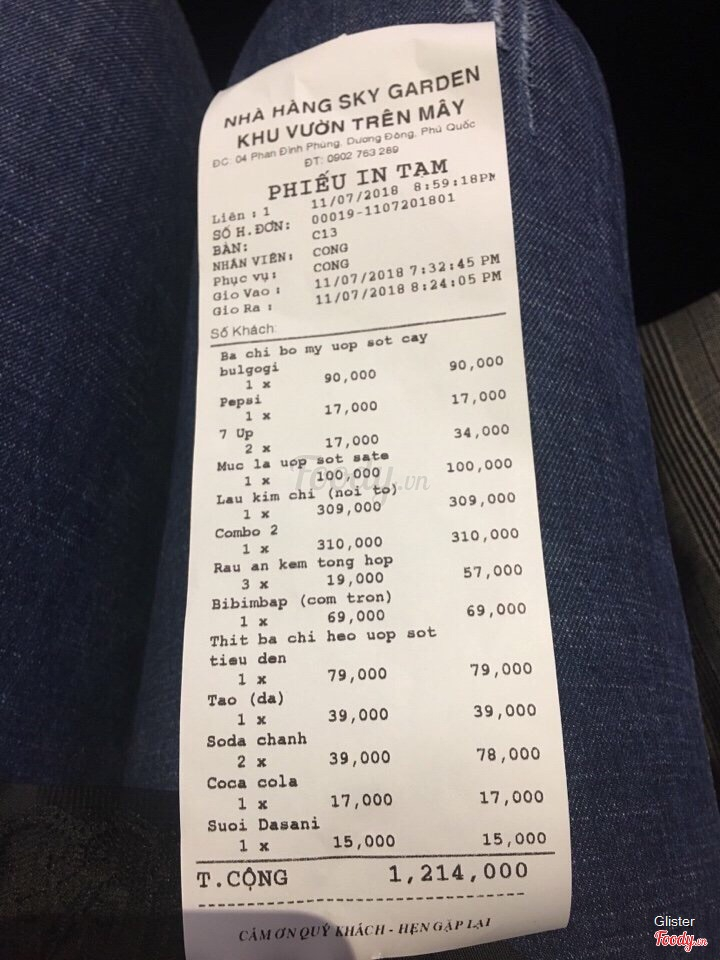 NHÀ HÀNG SKY GARDEN
KHU VƯỜN TRÊN MÂY
ĐC: 04 Phan Đình Phùng, Dương Đông, Phú Quốc
ĐT: 0902 763 289
PHIẾU IN TẠM
Liên : 1 11/07/2018 8:59:18PM
SỐ H.ĐƠN: 00019-1107201801
BÀN: C13
NHÂN VIÊN: CONG
Phục vụ: CONG
Gio Vao : 11/07/2018 7:32:45 PM
Gio Ra : 11/07/2018 8:24:05 PM
Số Khách:
Ba chi bo my uop sot cay
bulgogi
1 x 90,000 90,000
Pepsi
1 x 17,000 17,000
7 Up
2 x 17,000 34,000
Muc la uop sot sate
1 x 100,000 100,000
Lau kim chi (noi to)
1 x 309,000 309,000
Combo 2
1 x 310,000 310,000
Rau an kem tong hop
3 x 19,000 57,000
Bibimbap (com tron)
1 x 69,000 69,000
Thit ba chi heo uop sot
tieu den
1 x 79,000 79,000
Tao (da)
1 x 39,000 39,000
Soda chanh
2 x 39,000 78,000
Coca cola
1 x 17,000 17,000
Suoi Dasani
1 x 15,000 15,000
T.CỘNG 1,214,000
CẢM ƠN QUÝ KHÁCH - HẸN GẶP LẠI
Foody.vn
Glister
Foody.vn